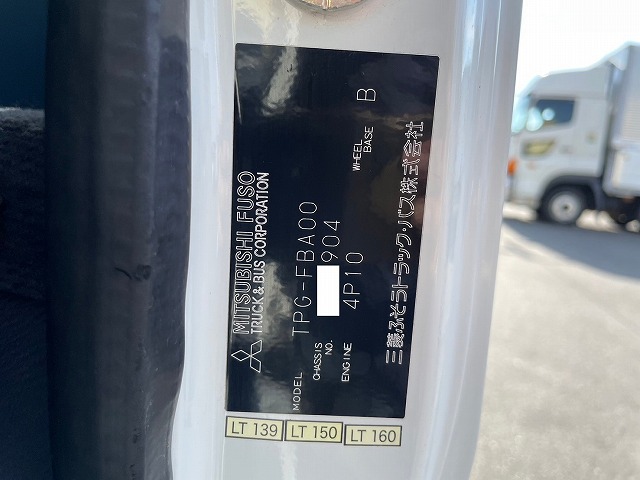 MITSUBISHI FUSO
TRUCK & BUS CORPORATION
MODEL TPG-FBA00
CHASSIS NO. 904
ENGINE 4P10
WHEEL BASE B
三菱ふそうトラック・バス株式会社
LT 139 LT 150 LT 160